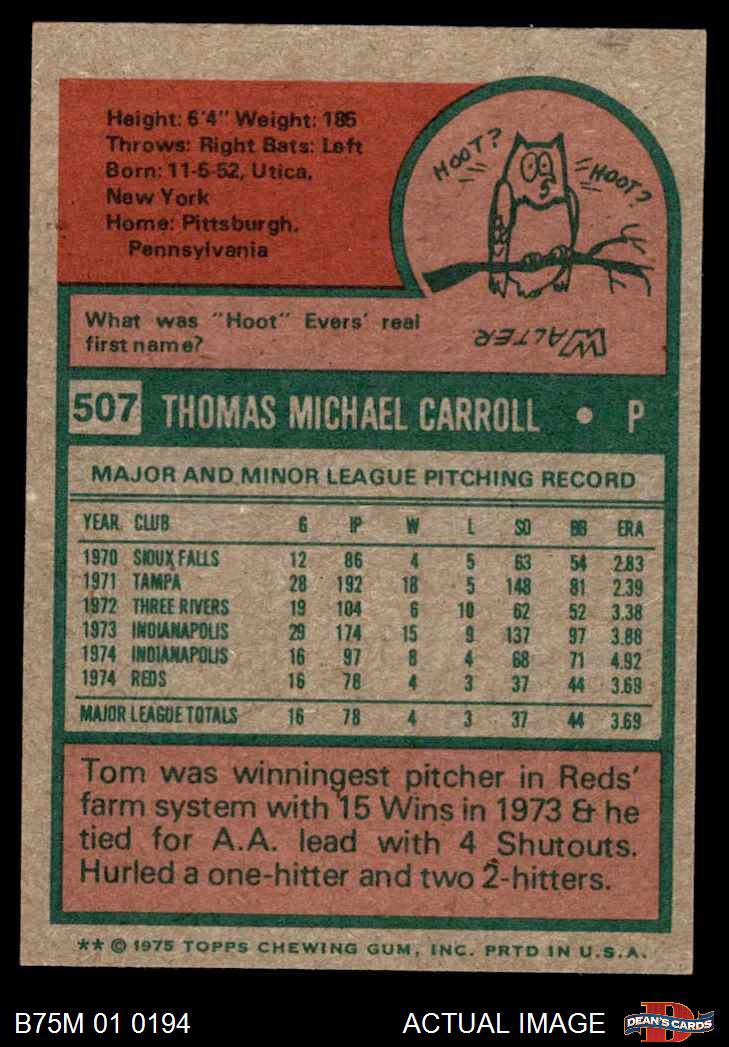 Height: 6'4" Weight: 185
Throws: Right Bats: Left
Born: 11-5-52, Utica,
New York
Home: Pittsburgh,
Pennsylvania
HOOT?
HOOT?
What was "Hoot" Evers' real
first name?
WALTER.
507 THOMAS MICHAEL CARROLL • P
MAJOR AND MINOR LEAGUE PITCHING RECORD
YEAR CLUB G IP W L SO BB ERA
1970 SIOUX FALLS 12 86 4 5 63 54 2.83
1971 TAMPA 28 192 18 5 148 81 2.39
1972 THREE RIVERS 19 104 6 10 62 52 3.38
1973 INDIANAPOLIS 29 174 15 9 137 97 3.88
1974 INDIANAPOLIS 16 97 8 4 68 71 4.92
1974 REDS 16 78 4 3 37 44 3.69
MAJOR LEAGUE TOTALS 16 78 4 3 37 44 3.69
Tom was winningest pitcher in Reds'
farm system with 15 Wins in 1973 & he
tied for A.A. lead with 4 Shutouts.
Hurled a one-hitter and two 2-hitters.
** © 1975 TOPPS CHEWING GUM, INC. PRTD IN U.S.A.
B75M 01 0194 ACTUAL IMAGE
D
DEAN'S CARDS